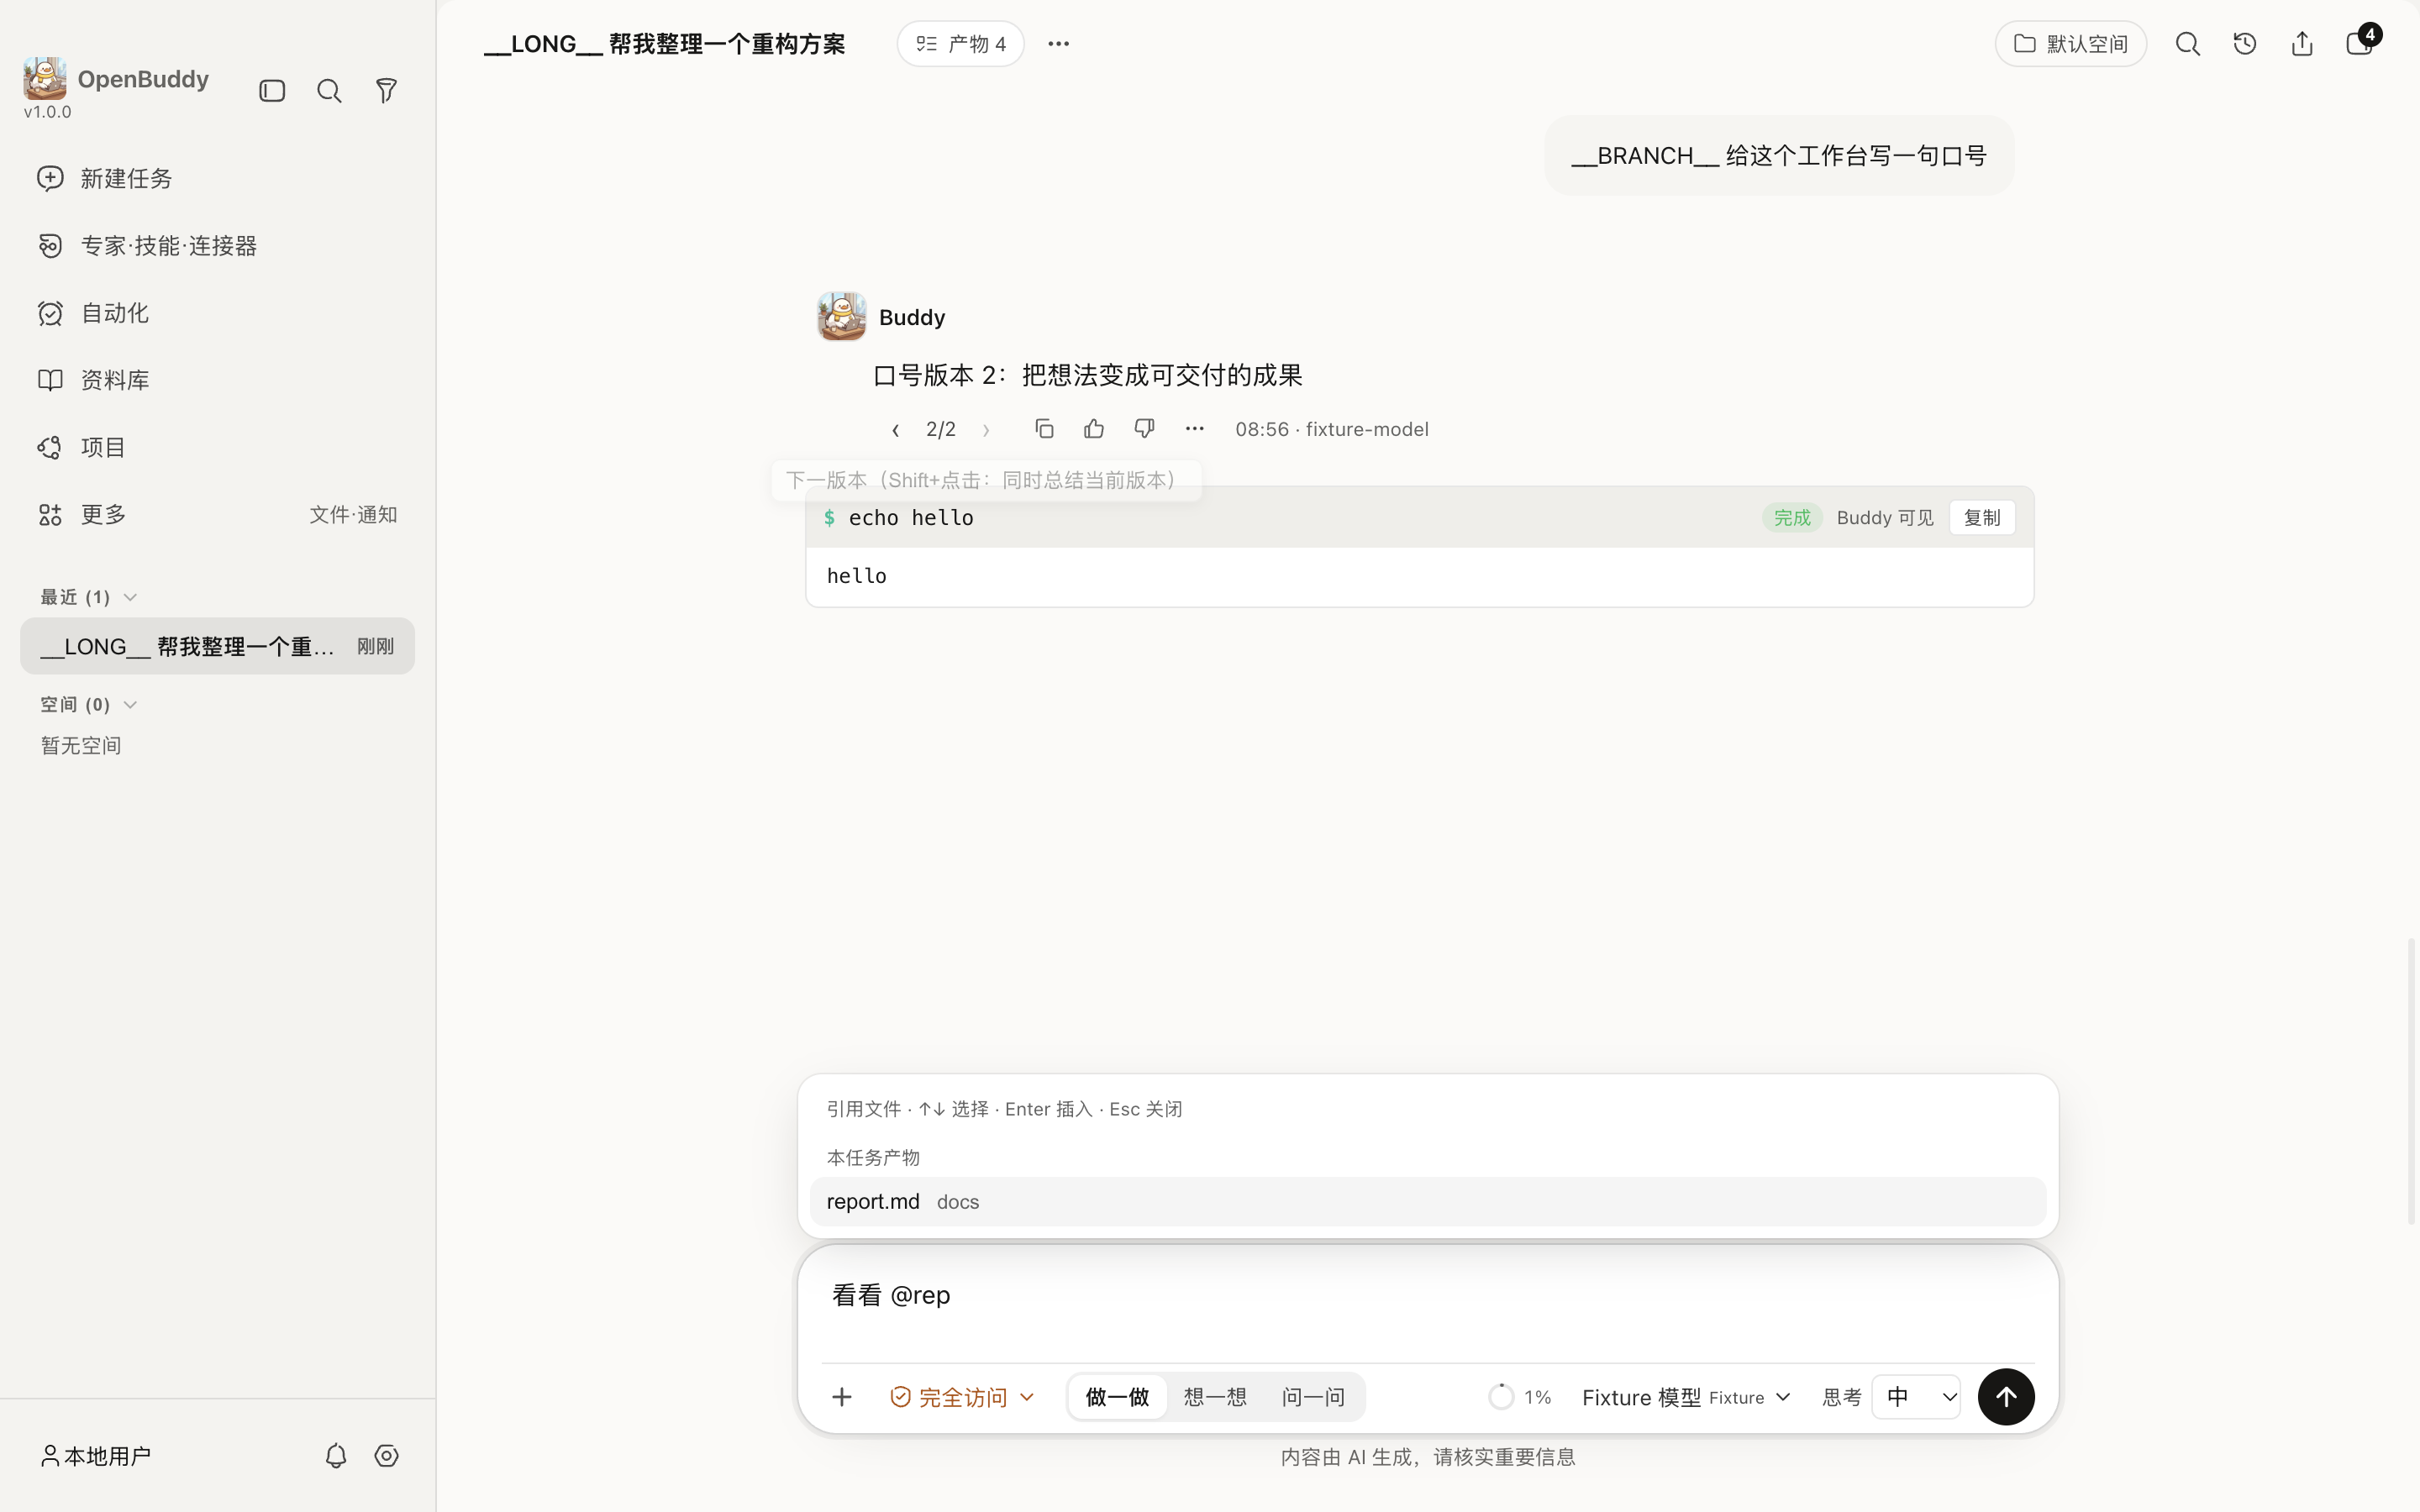 OpenBuddy
v1.0.0
新建任务
专家·技能·连接器
自动化
资料库
项目
更多 文件·通知
最近 (1)
__LONG__ 帮我整理一个重… 刚刚
空间 (0)
暂无空间
本地用户
__LONG__ 帮我整理一个重构方案 产物 4 默认空间 4
__BRANCH__ 给这个工作台写一句口号
Buddy
口号版本 2：把想法变成可交付的成果
‹ 2/2 › 08:56 · fixture-model
下一版本（Shift+点击：同时总结当前版本）
$ echo hello 完成 Buddy 可见 复制
hello
引用文件 · ↑↓ 选择 · Enter 插入 · Esc 关闭
本任务产物
report.md docs
看看 @rep
完全访问 做一做 想一想 问一问 1% Fixture 模型 Fixture 思考 中
内容由 AI 生成，请核实重要信息